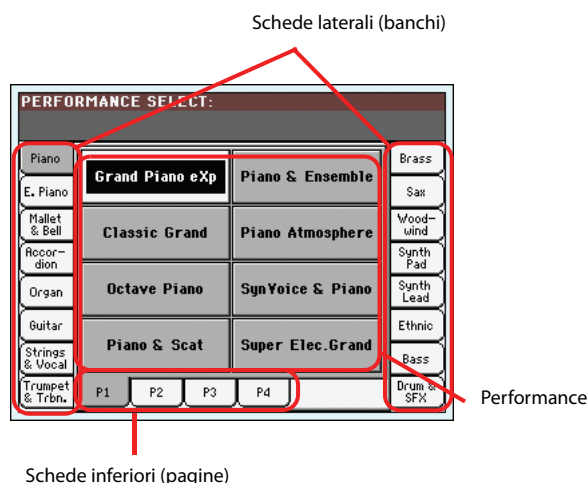 Schede laterali (banchi)
PERFORMANCE SELECT:
Piano
E. Piano
Mallet
& Bell
Accor-
dion
Organ
Guitar
Strings
& Vocal
Trumpet
& Trbn.
Grand Piano eXp
Piano & Ensemble
Classic Grand
Piano Atmosphere
Octave Piano
SynVoice & Piano
Piano & Scat
Super Elec.Grand
Brass
Sax
Wood-
wind
Synth
Pad
Synth
Lead
Ethnic
Bass
Drum &
SFX
P1
P2
P3
P4
Performance
Schede inferiori (pagine)